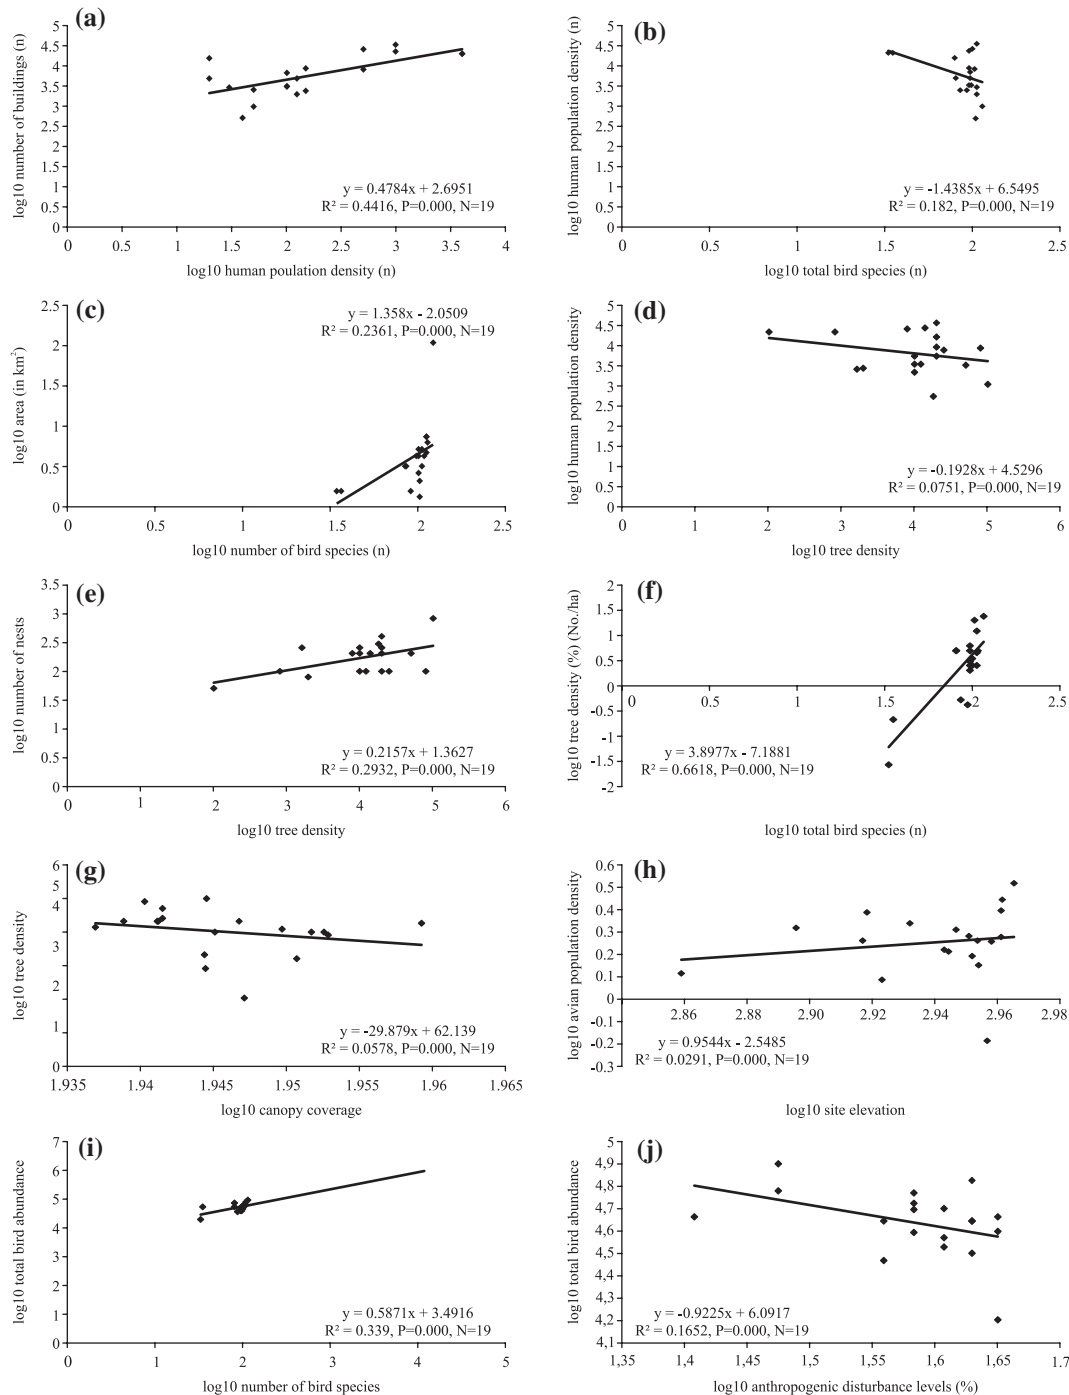 (a)
log10 number of buildings (n)
5
4.5
4
3.5
3
2.5
2
1.5
1
0.5
0
y = 0.4784x + 2.6951
R² = 0.4416, P=0.000, N=19
0 0.5 1 1.5 2 2.5 3 3.5 4
log10 human poulation density (n)
(b)
log10 human population density (n)
5
4.5
4
3.5
3
2.5
2
1.5
1
0.5
0
y = -1.4385x + 6.5495
R² = 0.182, P=0.000, N=19
0 0.5 1 1.5 2 2.5
log10 total bird species (n)
(c)
log10 area (in km²)
2.5
2
1.5
1
0.5
0
y = 1.358x - 2.0509
R² = 0.2361, P=0.000, N=19
0 0.5 1 1.5 2 2.5
log10 number of bird species (n)
(d)
log10 human population density
5
4.5
4
3.5
3
2.5
2
1.5
1
0.5
0
y = -0.1928x + 4.5296
R² = 0.0751, P=0.000, N=19
0 1 2 3 4 5 6
log10 tree density
(e)
log10 number of nests
3.5
3
2.5
2
1.5
1
0.5
0
y = 0.2157x + 1.3627
R² = 0.2932, P=0.000, N=19
0 1 2 3 4 5 6
log10 tree density
(f)
log10 tree density (%) (No./ha)
2
1.5
1
0.5
0
-0.5
-1
-1.5
-2
0 0.5 1 1.5 2 2.5
y = 3.8977x - 7.1881
R² = 0.6618, P=0.000, N=19
log10 total bird species (n)
(g)
log10 tree density
6
5
4
3
2
1
0
y = -29.879x + 62.139
R² = 0.0578, P=0.000, N=19
1.935 1.94 1.945 1.95 1.955 1.96 1.965
log10 canopy coverage
(h)
log10 avian population density
0.6
0.5
0.4
0.3
0.2
0.1
0
-0.1
-0.2
-0.3
2.86 2.88 2.90 2.92 2.94 2.96 2.98
y = 0.9544x - 2.5485
R² = 0.0291, P=0.000, N=19
log10 site elevation
(i)
log10 total bird abundance
7
6
5
4
3
2
1
0
y = 0.5871x + 3.4916
R² = 0.339, P=0.000, N=19
0 1 2 3 4 5
log10 number of bird species
(j)
log10 total bird abundance
5
4,9
4,8
4,7
4,6
4,5
4,4
4,3
4,2
4,1
y = -0.9225x + 6.0917
R² = 0.1652, P=0.000, N=19
1,35 1,4 1,45 1,5 1,55 1,6 1,65 1.7
log10 anthropogenic disturbance levels (%)